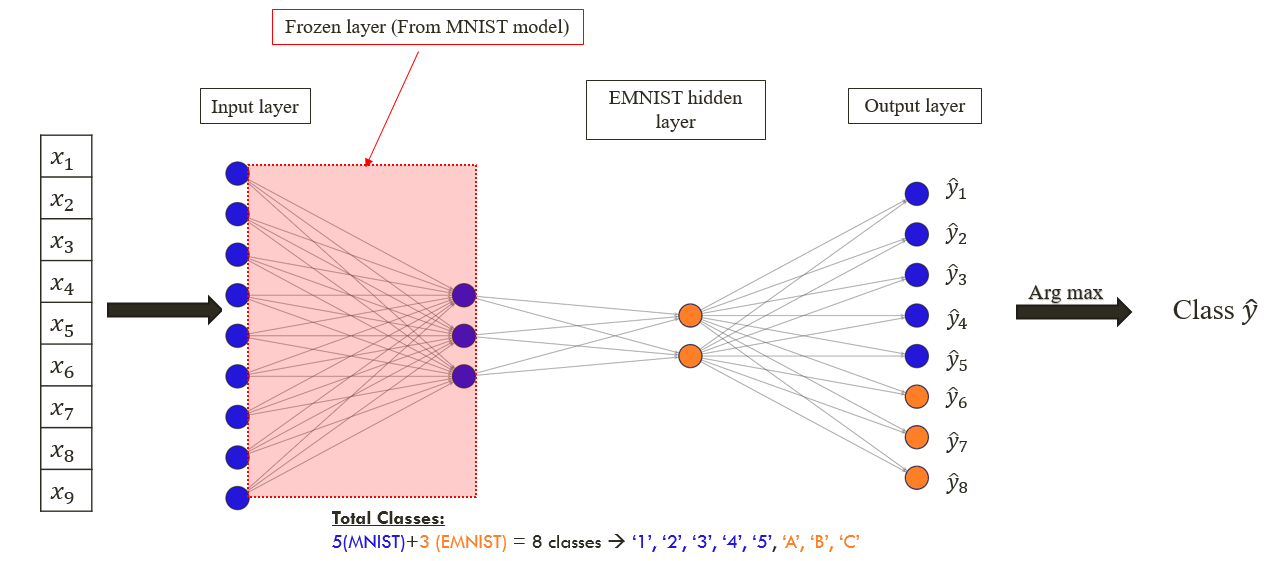 Frozen layer (From MNIST model)
Input layer
EMNIST hidden
layer
Output layer
x₁
x₂
x₃
x₄
x₅
x₆
x₇
x₈
x₉
ŷ₁
ŷ₂
ŷ₃
ŷ₄
ŷ₅
ŷ₆
ŷ₇
ŷ₈
Arg max
Class ŷ
Total Classes:
5(MNIST)+3 (EMNIST) = 8 classes → ‘1’, ‘2’, ‘3’, ‘4’, ‘5’, ‘A’, ‘B’, ‘C’